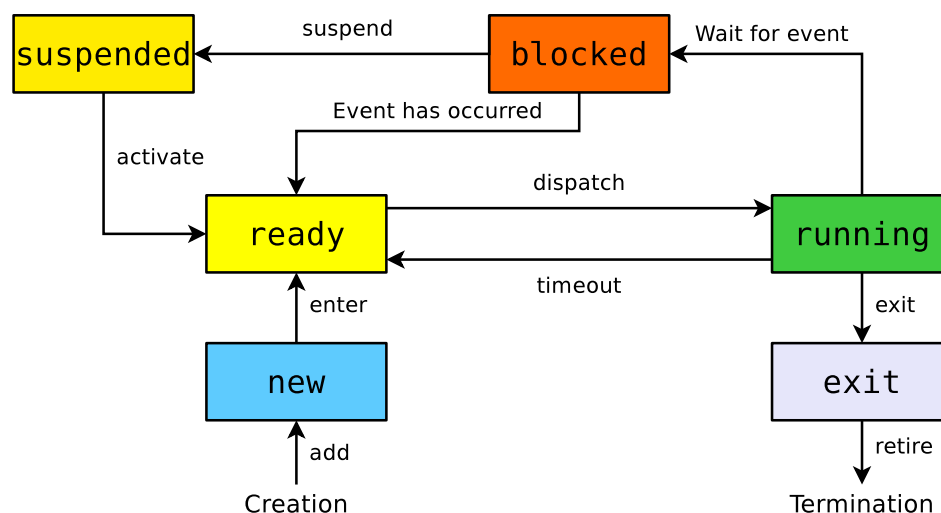 suspend
Wait for event
suspended
blocked
Event has occurred
activate
dispatch
ready
running
timeout
enter
exit
new
exit
add
retire
Creation
Termination